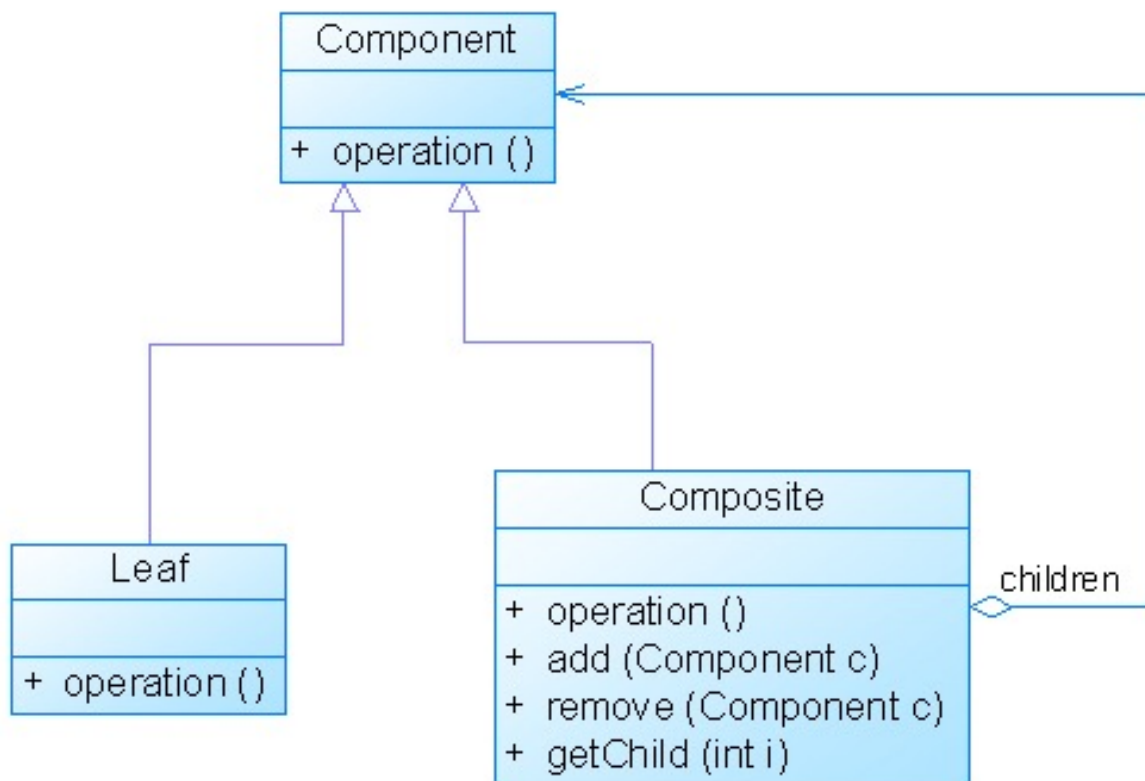 Component
+ operation ()
Leaf
+ operation ()
Composite
+ operation ()
+ add (Component c)
+ remove (Component c)
+ getChild (int i)
children